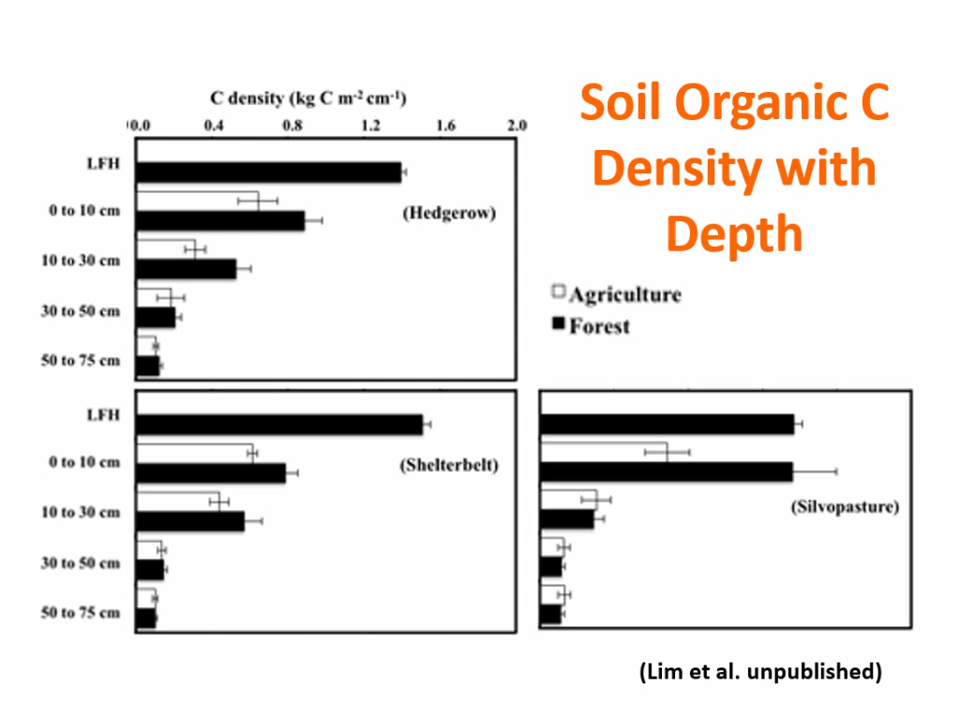 Soil Organic C
Density with
Depth
C density (kg C m⁻² cm⁻¹)
0.0 0.4 0.8 1.2 1.6 2.0
LFH
0 to 10 cm
10 to 30 cm
30 to 50 cm
50 to 75 cm
(Hedgerow)
Agriculture
Forest
LFH
0 to 10 cm
10 to 30 cm
30 to 50 cm
50 to 75 cm
(Shelterbelt)
(Silvopasture)
(Lim et al. unpublished)